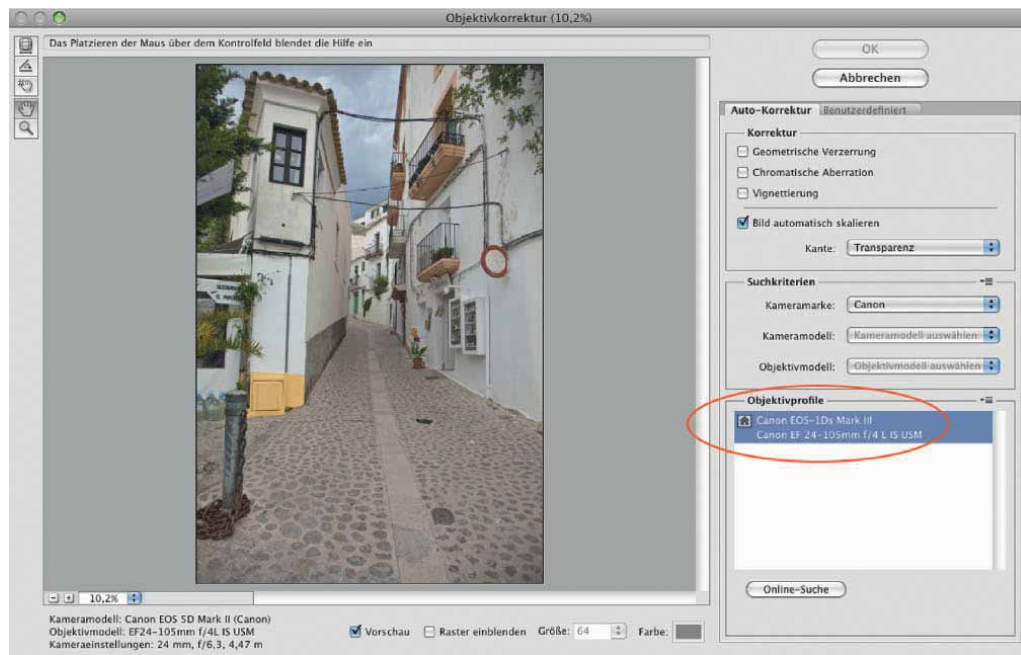 Objektivkorrektur (10,2%)
Das Platzieren der Maus über dem Kontrolfeld blendet die Hilfe ein
OK
Abbrechen
Auto-Korrektur Benutzerdefiniert
Korrektur
Geometrische Verzerrung
Chromatische Aberration
Vignettierung
Bild automatisch skalieren
Kante: Transparenz
Suchkriterien
Kameramarke: Canon
Kameramodell: Kameramodell auswählen
Objektivmodell: Objektivmodell auswählen
Objektivprofile
Canon EOS-1Ds Mark III
Canon EF 24-105mm f/4 L IS USM
Online-Suche
10,2%
Kameramodell: Canon EOS 5D Mark II (Canon)
Objektivmodell: EF24-105mm f/4L IS USM
Kameraeinstellungen: 24 mm, f/6,3, 4,47 m
Vorschau Raster einblenden Größe: 64 Farbe: